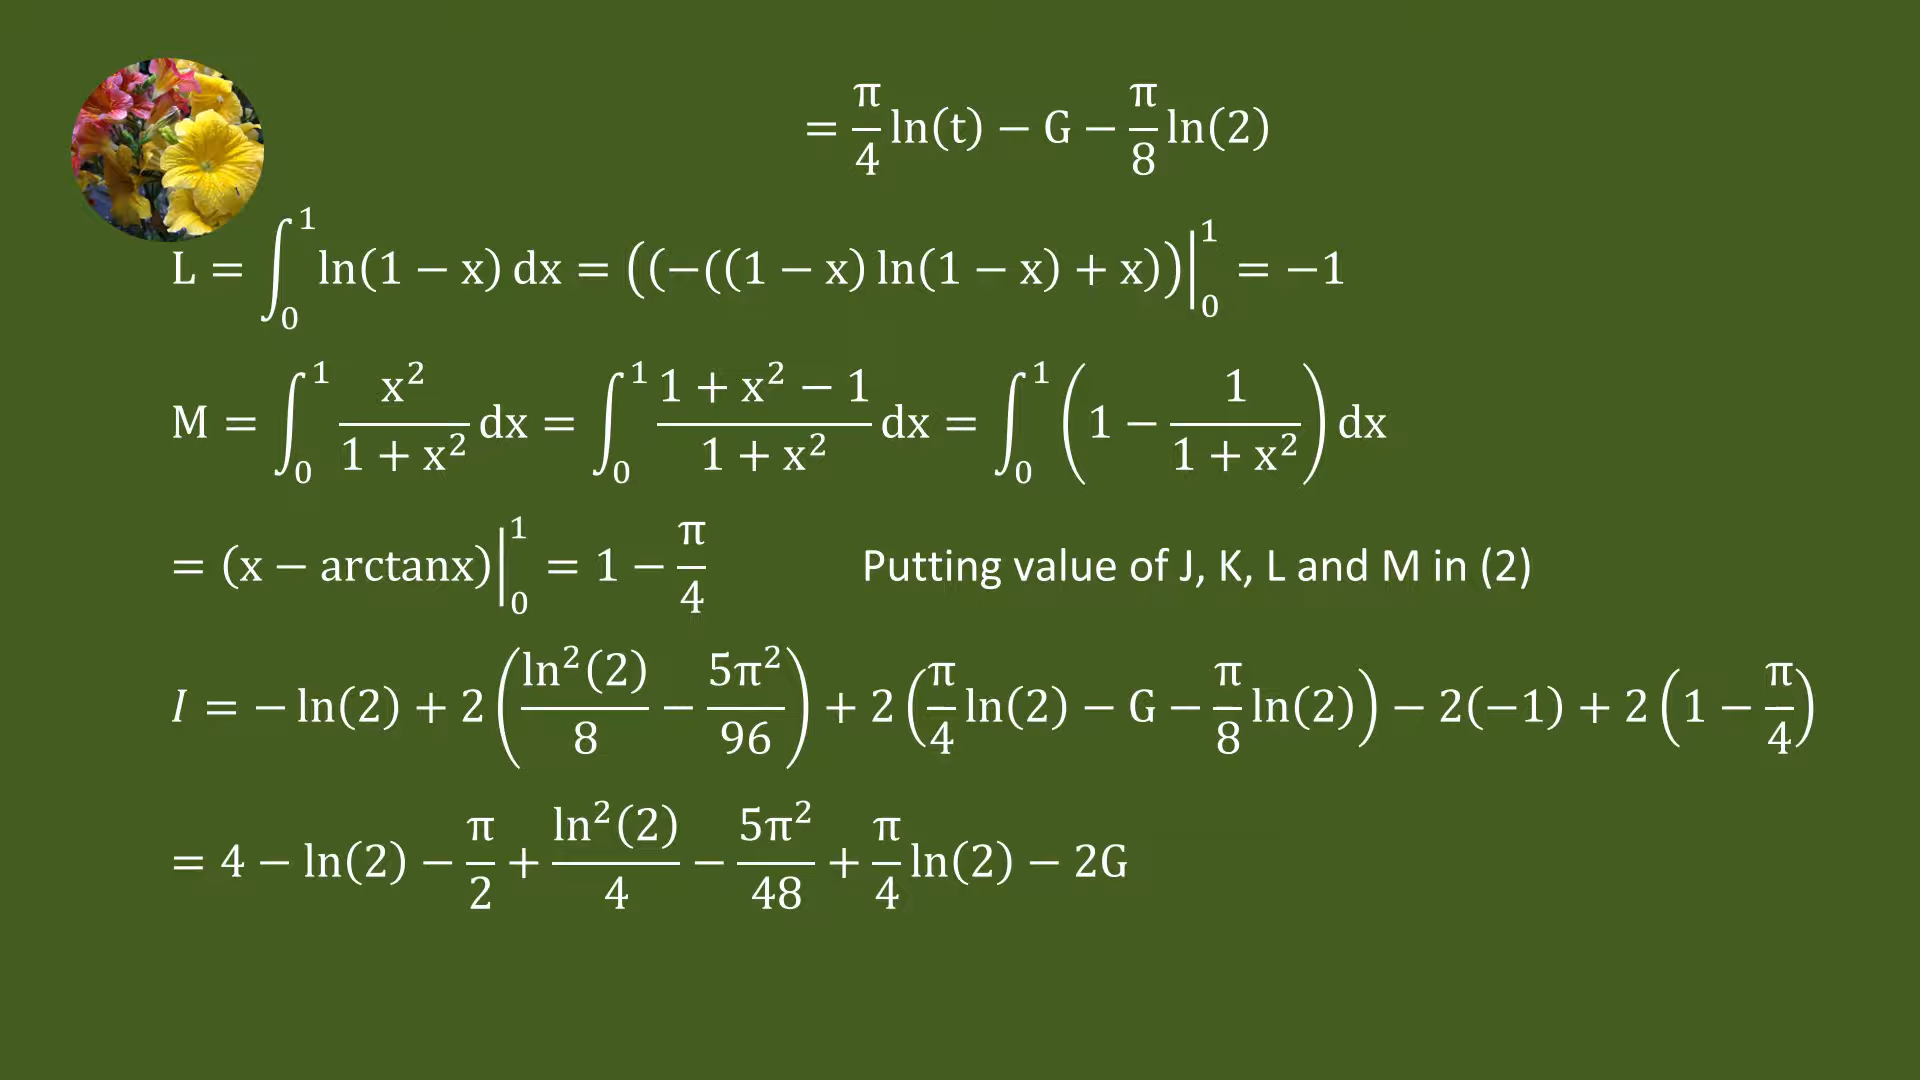 = π/4 ln(t) − G − π/8 ln(2)
L = ∫₀¹ ln(1 − x) dx = ((−((1 − x) ln(1 − x) + x))|₀¹ = −1
M = ∫₀¹ x²/(1 + x²) dx = ∫₀¹ (1 + x² − 1)/(1 + x²) dx = ∫₀¹ (1 − 1/(1 + x²)) dx
= (x − arctanx)|₀¹ = 1 − π/4 Putting value of J, K, L and M in (2)
I = − ln(2) + 2 (ln²(2)/8 − 5π²/96) + 2 (π/4 ln(2) − G − π/8 ln(2)) − 2(−1) + 2 (1 − π/4)
= 4 − ln(2) − π/2 + ln²(2)/4 − 5π²/48 + π/4 ln(2) − 2G